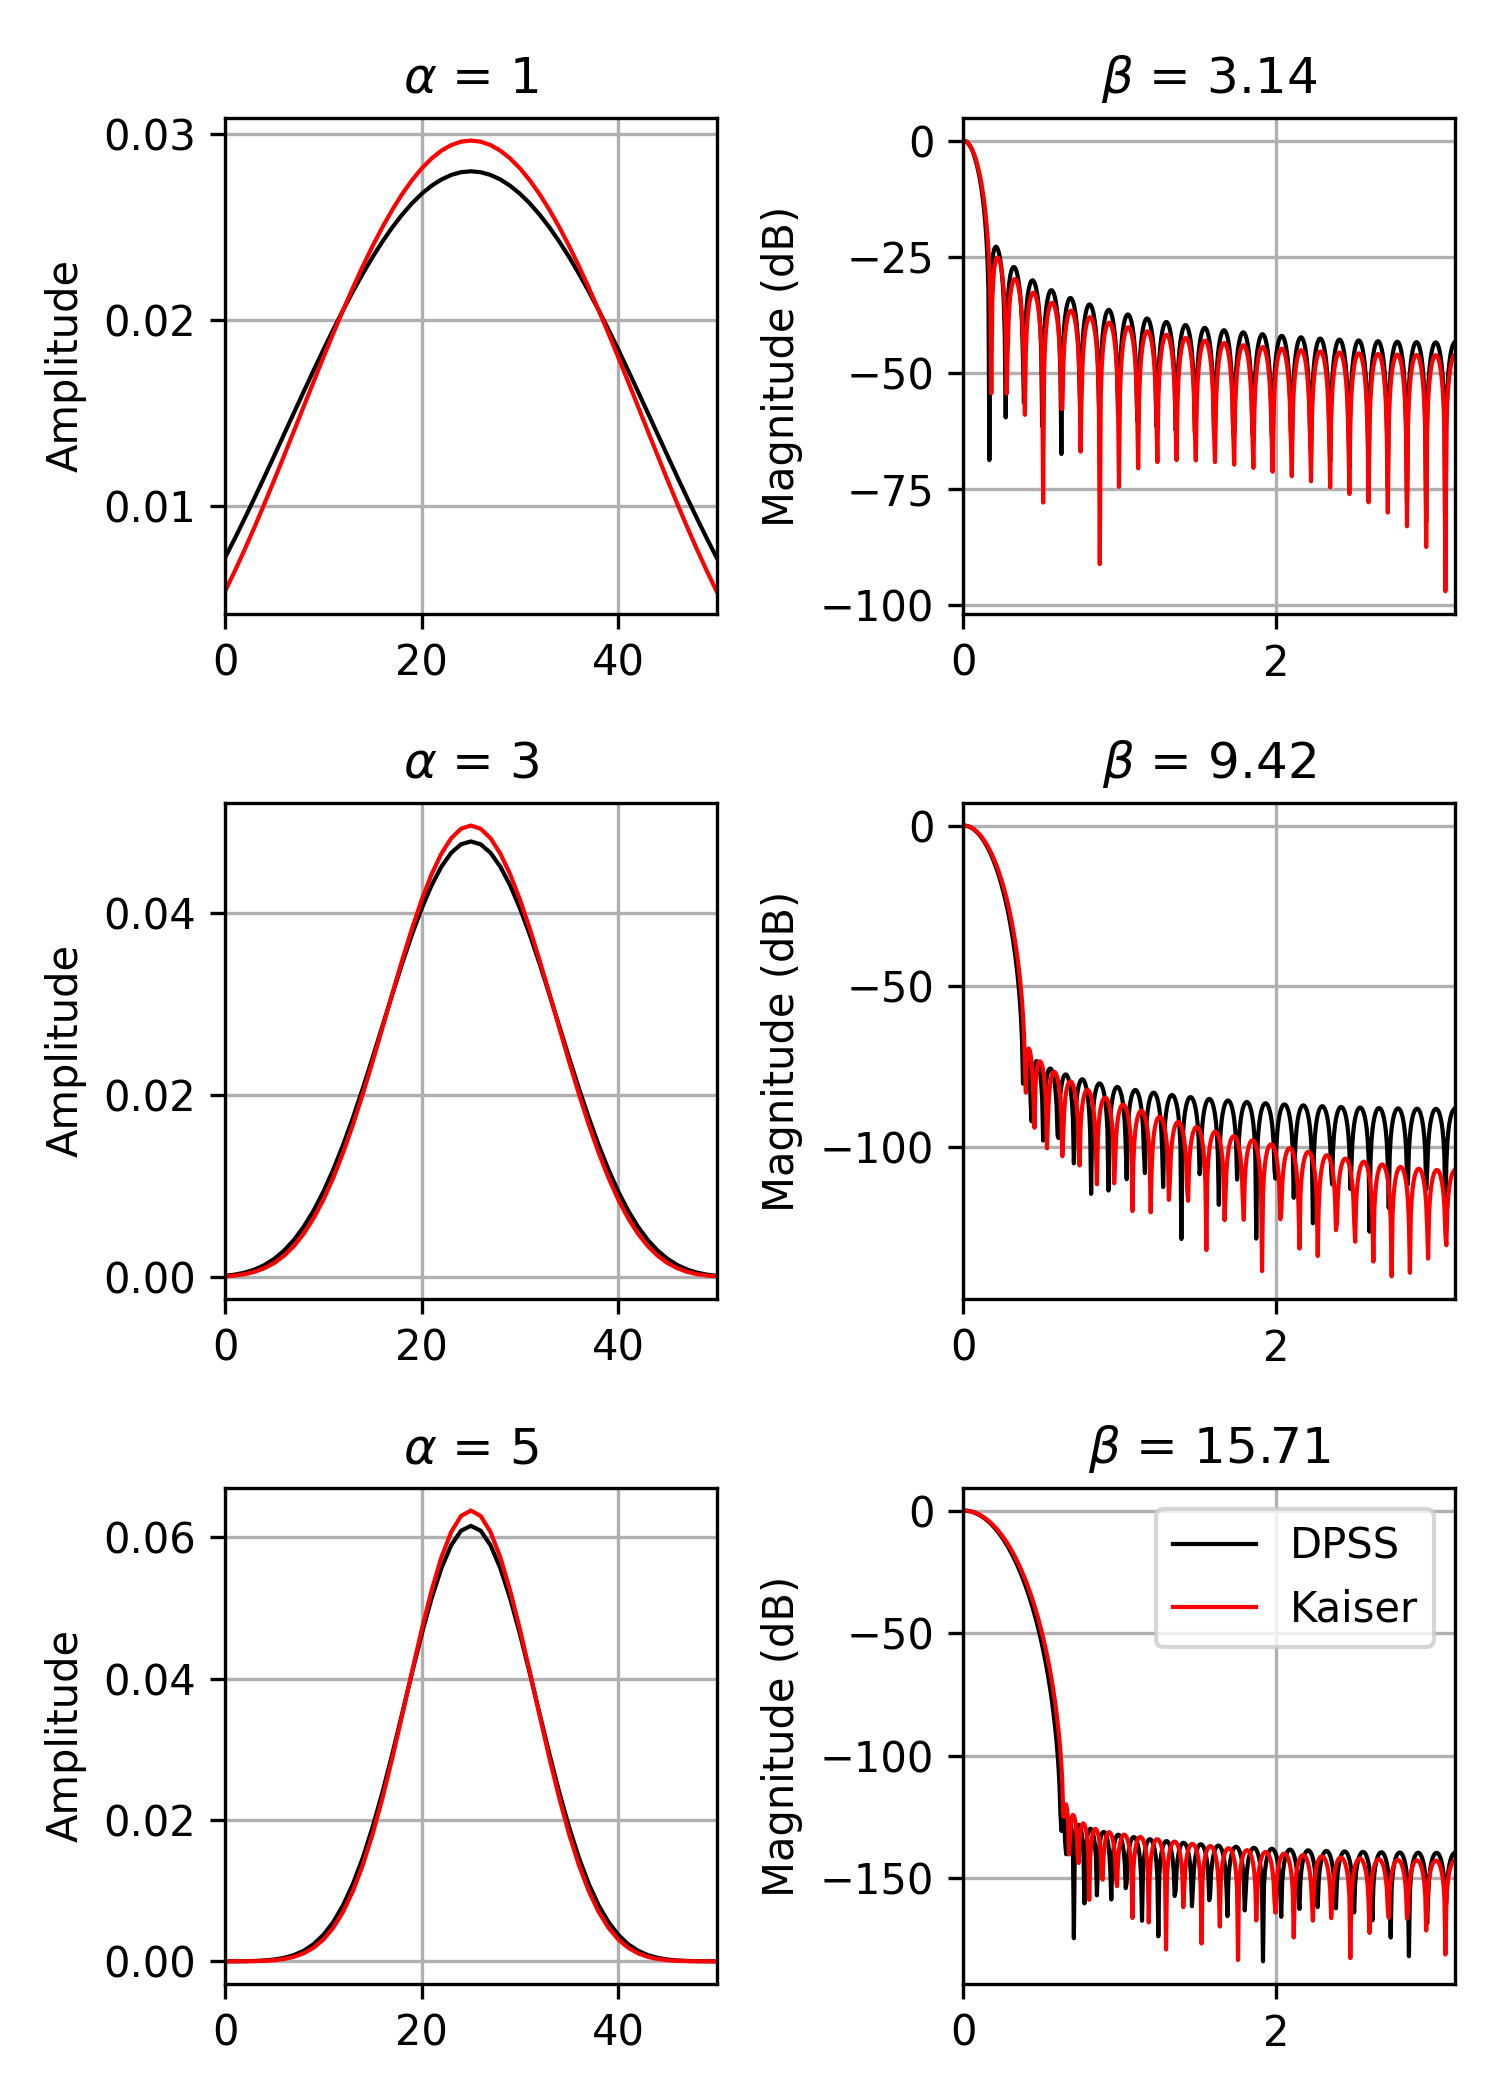 α = 1
Amplitude
0.03
0.02
0.01
0 20 40
β = 3.14
Magnitude (dB)
0
−25
−50
−75
−100
0 2
α = 3
Amplitude
0.04
0.02
0.00
0 20 40
β = 9.42
Magnitude (dB)
0
−50
−100
0 2
α = 5
Amplitude
0.06
0.04
0.02
0.00
0 20 40
β = 15.71
Magnitude (dB)
0
−50
−100
−150
0 2
DPSS
Kaiser